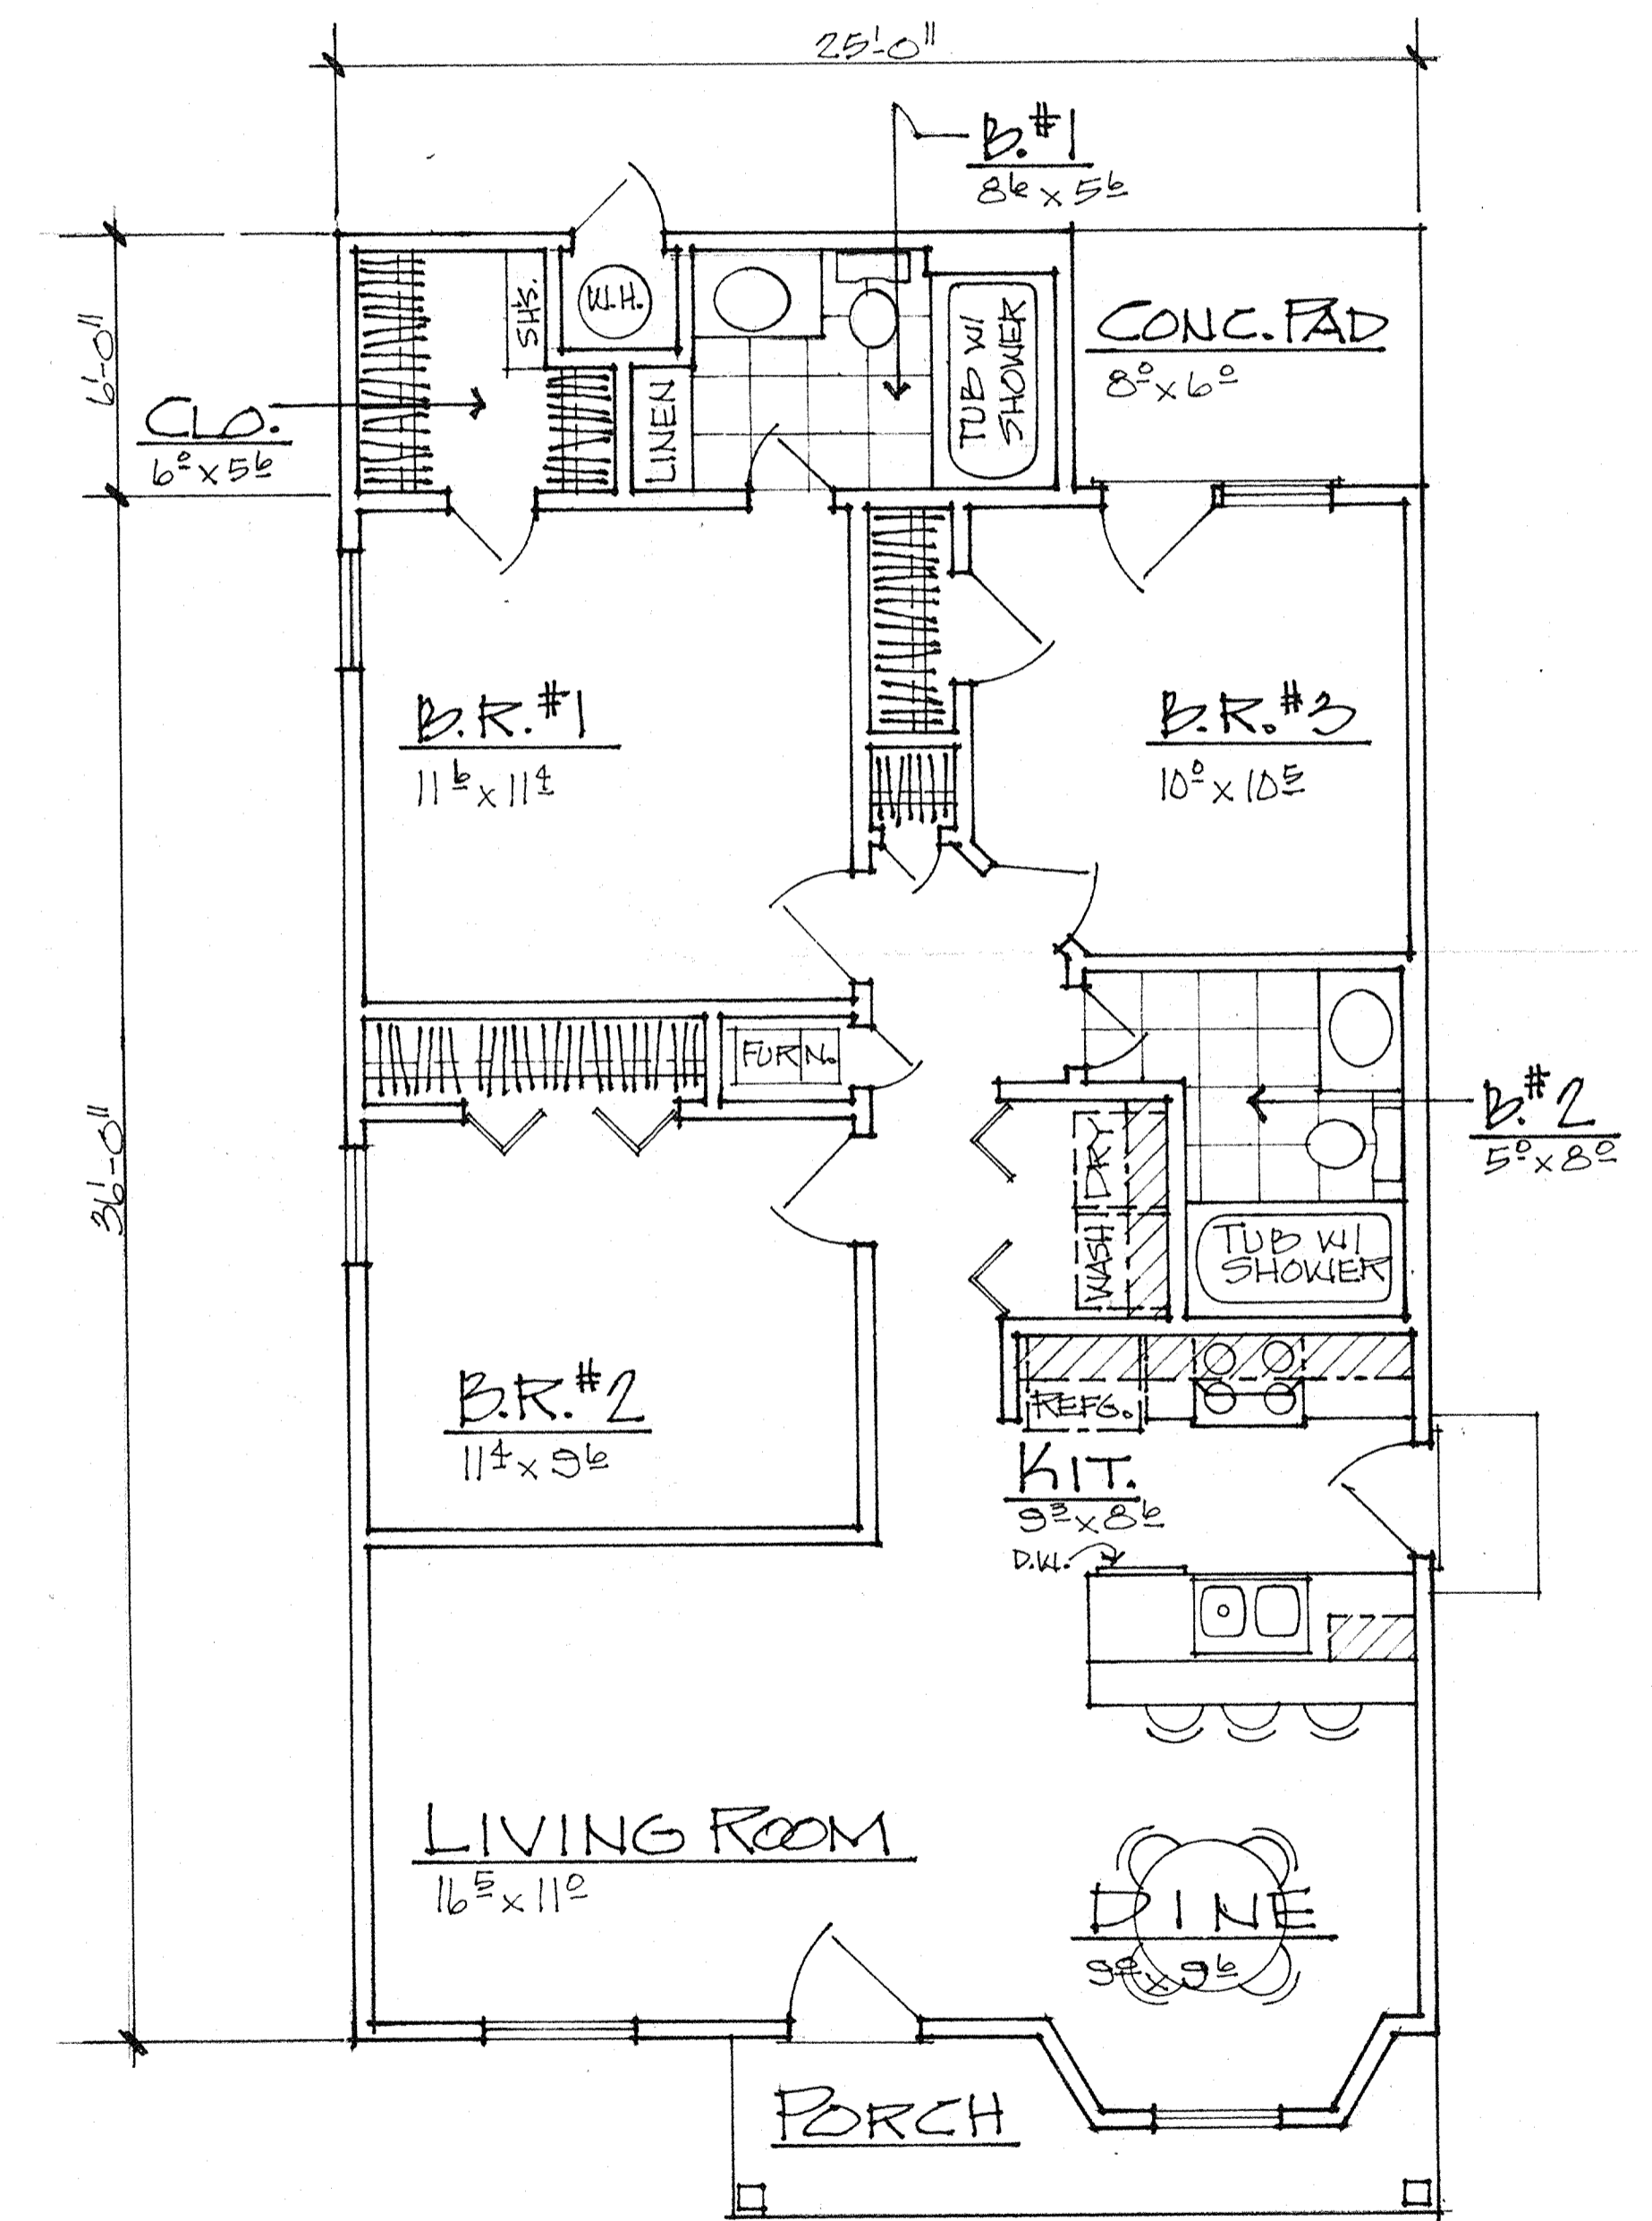 25'-0"
B.#1
8⁶ x 5⁶
6'-0"
SH'S.
W.H.
TUB W/
SHOWER
CONC. PAD
8⁰ x 6⁰
CLO.
6⁰ x 5⁶
LINEN
B.R.#1
11⁶ x 11⁴
B.R.#3
10⁰ x 10⁵
36'-0"
FURN.
DRY
WASH
B.#2
5⁰ x 8⁰
TUB W/
SHOWER
B.R.#2
11⁴ x 9⁶
REFG.
KIT.
9³ x 8⁶
D.W.
LIVING ROOM
16⁵ x 11⁰
DINE
9⁰ x 9⁶
PORCH